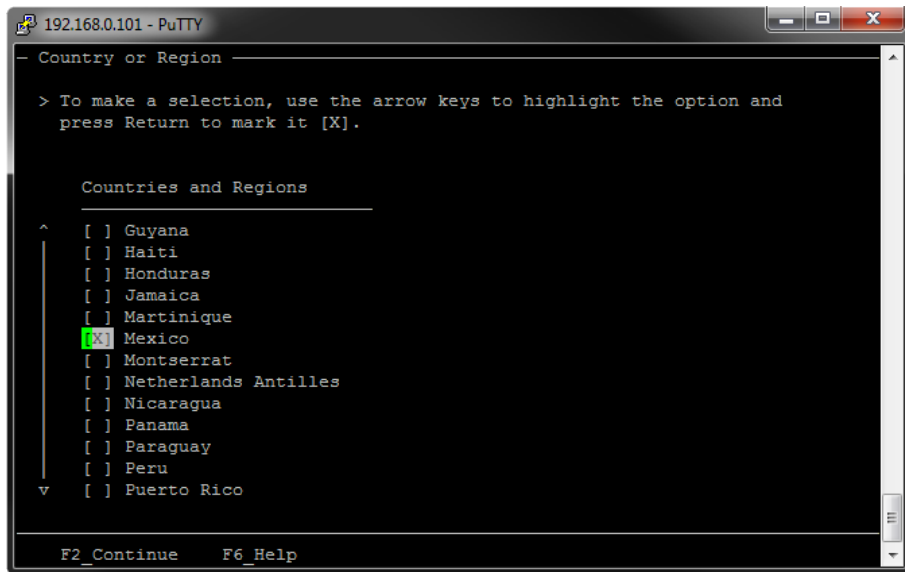 192.168.0.101 - PuTTY
Country or Region
> To make a selection, use the arrow keys to highlight the option and
press Return to mark it [X].
Countries and Regions
^ [ ] Guyana
[ ] Haiti
[ ] Honduras
[ ] Jamaica
[ ] Martinique
[X] Mexico
[ ] Montserrat
[ ] Netherlands Antilles
[ ] Nicaragua
[ ] Panama
[ ] Paraguay
[ ] Peru
v [ ] Puerto Rico
F2_Continue F6_Help